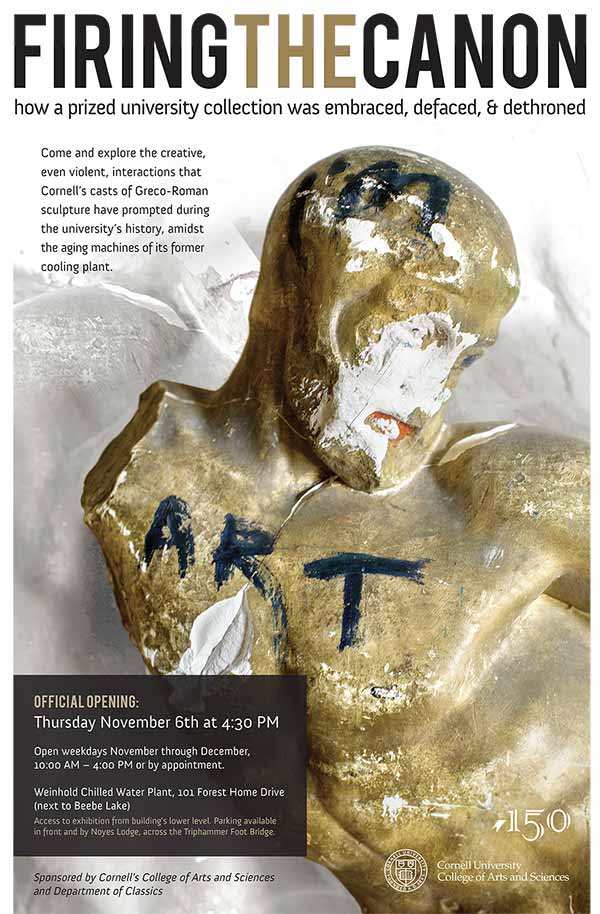 FIRING THE CANON
how a prized university collection was embraced, defaced, & dethroned
Come and explore the creative,
even violent, interactions that
Cornell's casts of Greco-Roman
sculpture have prompted during
the university's history, amidst
the aging machines of its former
cooling plant.
I'M
ART
OFFICIAL OPENING:
Thursday November 6th at 4:30 PM
Open weekdays November through December,
10:00 AM – 4:00 PM or by appointment.
Weinhold Chilled Water Plant, 101 Forest Home Drive
(next to Beebe Lake)
Access to exhibition from building's lower level. Parking available
in front and by Noyes Lodge, across the Triphammer Foot Bridge.
150
Cornell University
College of Arts and Sciences
Sponsored by Cornell's College of Arts and Sciences
and Department of Classics